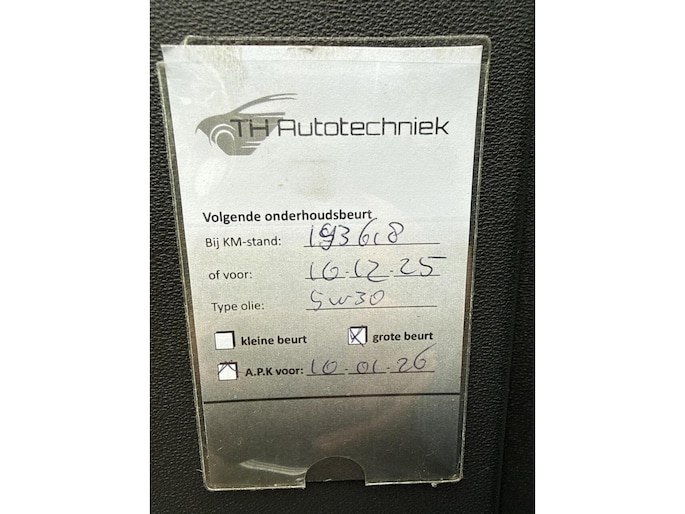 TH Autotechniek
Volgende onderhoudsbeurt
Bij KM-stand: 193618
of voor: 10-12-25
Type olie: 5w30
kleine beurt grote beurt
A.P.K voor: 10-01-26